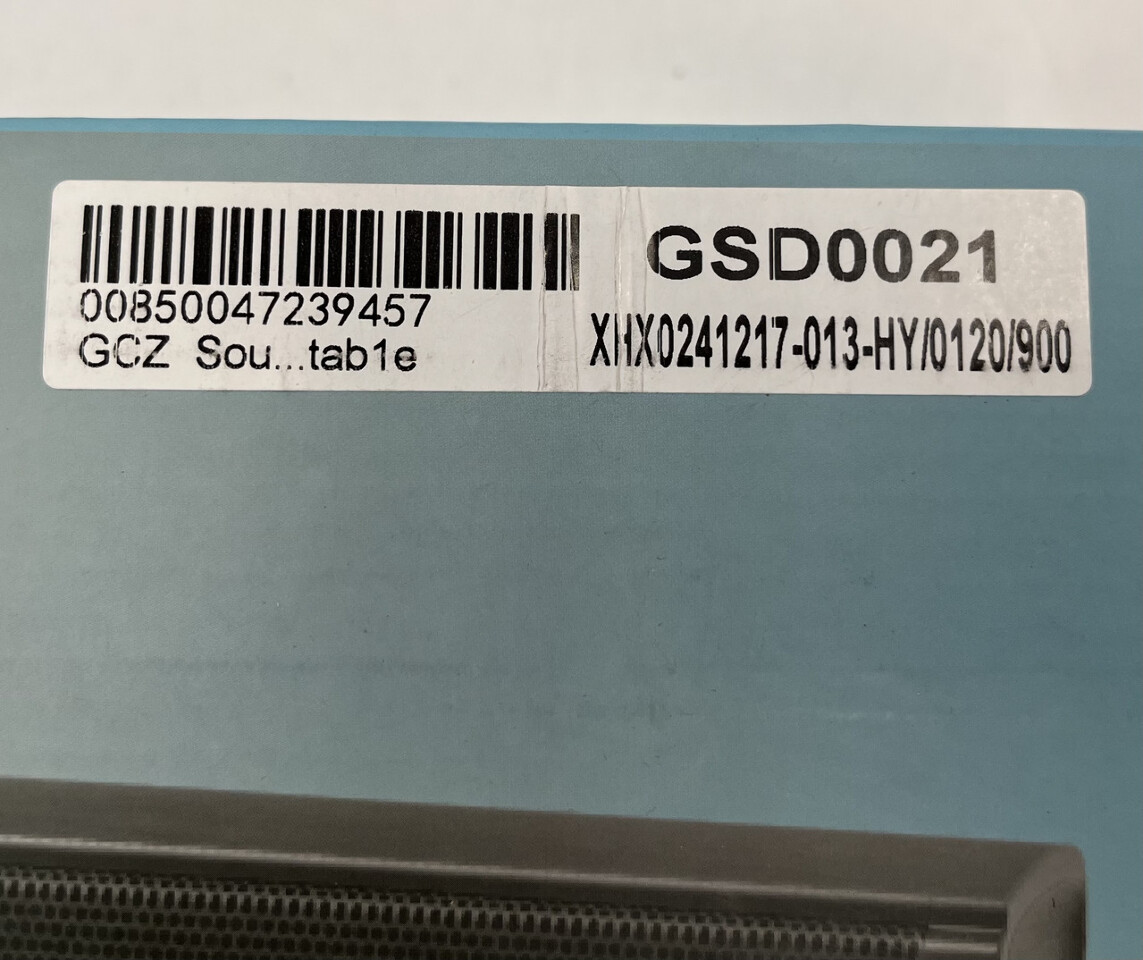 GSD0021
00850047239457
GCZ Sou...tab1e
XHX0241217-013-HY/0120/900